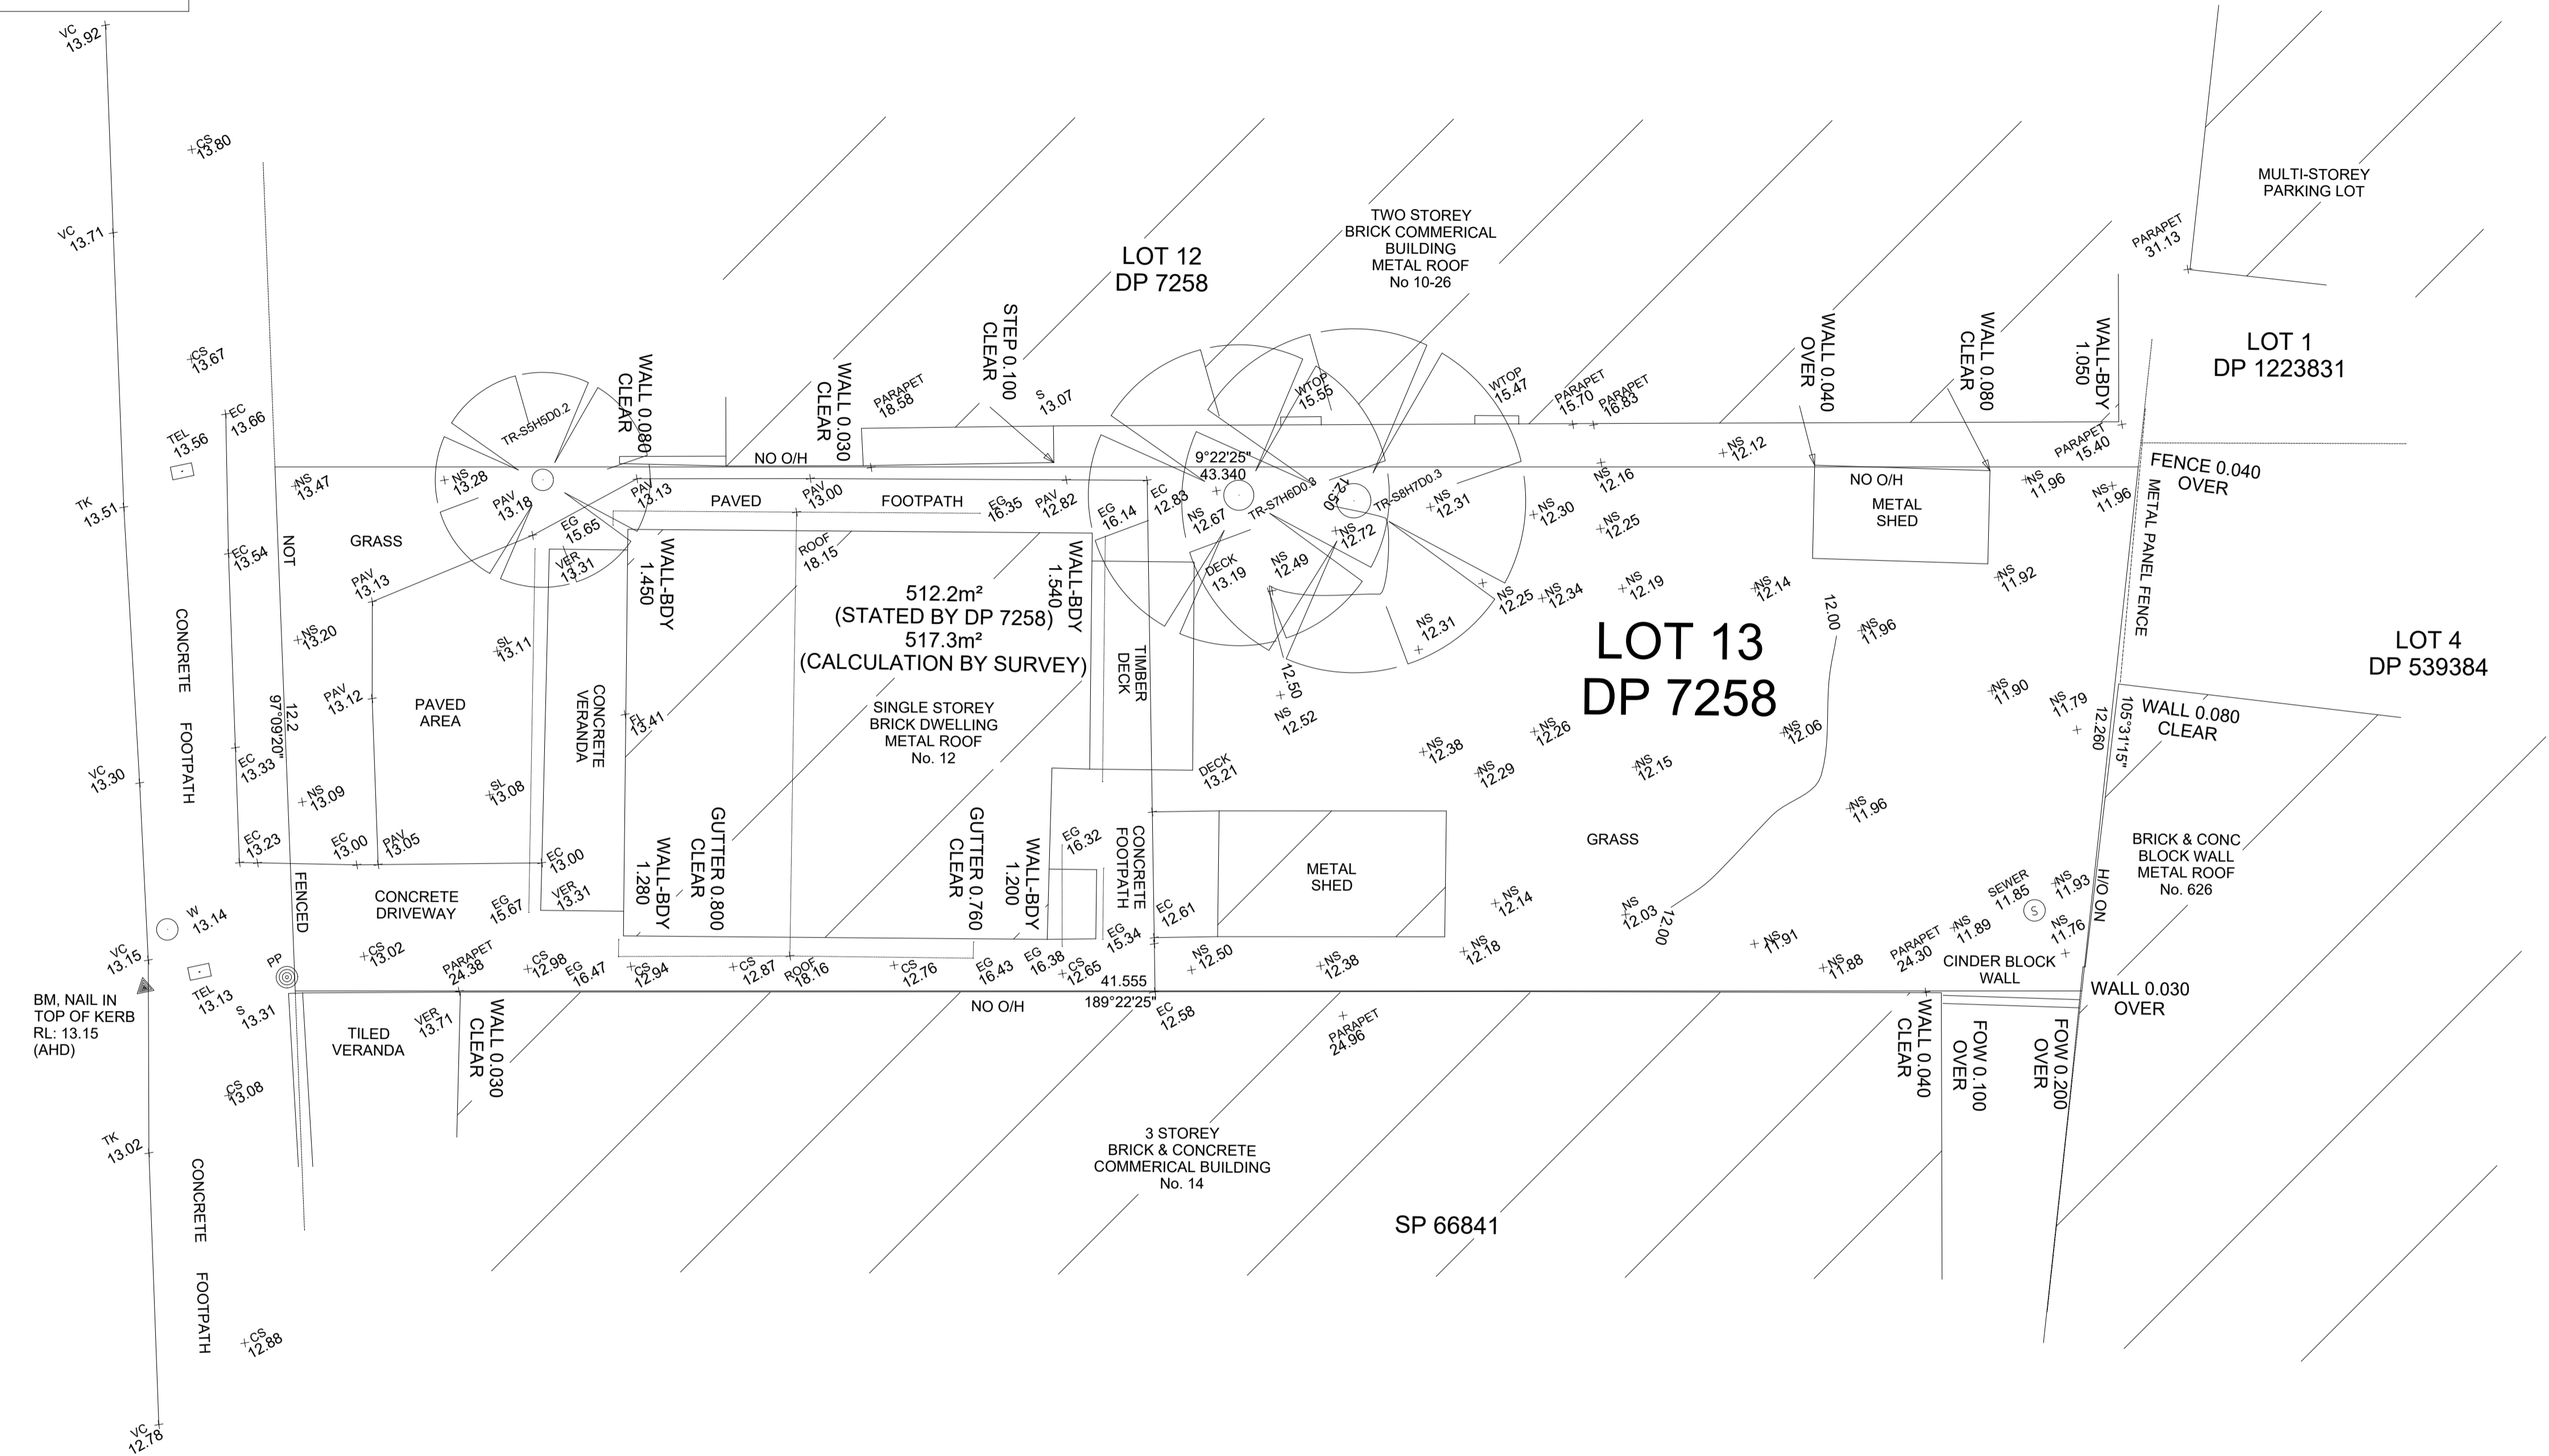 VC
13.92
CS
13.80
VC
13.71
CS
13.67
EC
13.66
TEL
13.56
TK
13.51
EC
13.54
VC
13.30
EC
13.33
EC
13.23
W
13.14
VC
13.15
TEL
13.13
S
13.31
BM, NAIL IN
TOP OF KERB
RL: 13.15
(AHD)
CS
13.08
TK
13.02
CS
12.88
VC
12.78
CONCRETE FOOTPATH
CONCRETE FOOTPATH
NOT
FENCED
12.2
97°09'20"
NS
13.47
NS
13.28
TR-S5H5D0.2
PAV
13.18
EG
15.65
VER
13.31
GRASS
PAV
13.13
NS
13.20
SL
13.11
PAV
13.12
PAVED
AREA
NS
13.09
SL
13.08
EC
13.00
PAV
13.05
EC
13.00
VER
13.31
CONCRETE
DRIVEWAY
EG
15.67
PP
CS
13.02
PARAPET
24.38
CS
12.98
EG
16.47
CS
12.94
CS
12.87
ROOF
18.16
CS
12.76
EG
16.43
EG
16.38
CS
12.65
41.555
189°22'25"
NO O/H
TILED
VERANDA
VER
13.71
WALL 0.030
CLEAR
WALL 0.080
CLEAR
NO O/H
WALL 0.030
CLEAR
PARAPET
18.58
STEP 0.100
CLEAR
S
13.07
LOT 12
DP 7258
TWO STOREY
BRICK COMMERICAL
BUILDING
METAL ROOF
No 10-26
PAV
13.13
PAVED
PAV
13.00
FOOTPATH
EG
16.35
PAV
12.82
EG
16.14
EC
12.83
9°22'25"
43.340
NS
12.67
TR-S7H6D0.3
12.50
TR-S8H7D0.3
WTOP
15.55
WTOP
15.47
PARAPET
15.70
PARAPET
16.83
CONCRETE
VERANDA
FL
13.41
WALL-BDY
1.450
ROOF
18.15
512.2m²
(STATED BY DP 7258)
517.3m²
(CALCULATION BY SURVEY)
SINGLE STOREY
BRICK DWELLING
METAL ROOF
No. 12
WALL-BDY
1.540
TIMBER
DECK
WALL-BDY
1.280
GUTTER 0.800
CLEAR
GUTTER 0.760
CLEAR
WALL-BDY
1.200
EG
16.32
CONCRETE
FOOTPATH
EG
15.34
EC
12.61
EC
12.58
DECK
13.19
NS
12.49
NS
12.72
NS
12.31
NS
12.30
NS
12.16
NS
12.25
NS
12.12
NS
12.25
NS
12.34
NS
12.19
NS
12.14
NS
12.31
12.50
NS
12.52
DECK
13.21
LOT 13
DP 7258
NS
12.38
NS
12.26
NS
12.29
NS
12.15
NS
12.06
12.00
NS
11.96
NS
11.96
METAL
SHED
GRASS
NS
12.14
NS
12.03
12.00
NS
12.18
NS
12.50
NS
12.38
NS
11.91
NS
11.88
PARAPET
24.30
NS
11.89
SEWER
11.85
S
NS
11.93
NS
11.76
CINDER BLOCK
WALL
PARAPET
24.96
3 STOREY
BRICK & CONCRETE
COMMERICAL BUILDING
No. 14
SP 66841
WALL 0.040
OVER
WALL 0.080
CLEAR
WALL-BDY
1.050
PARAPET
15.40
NO O/H
METAL
SHED
NS
11.96
NS
11.96
NS
11.92
NS
11.90
NS
11.79
12.260
105°31'15"
METAL PANEL FENCE
FENCE 0.040
OVER
PARAPET
31.13
MULTI-STOREY
PARKING LOT
LOT 1
DP 1223831
LOT 4
DP 539384
WALL 0.080
CLEAR
BRICK & CONC
BLOCK WALL
METAL ROOF
No. 626
H/O ON
WALL 0.030
OVER
WALL 0.040
CLEAR
FOW 0.100
OVER
FOW 0.200
OVER